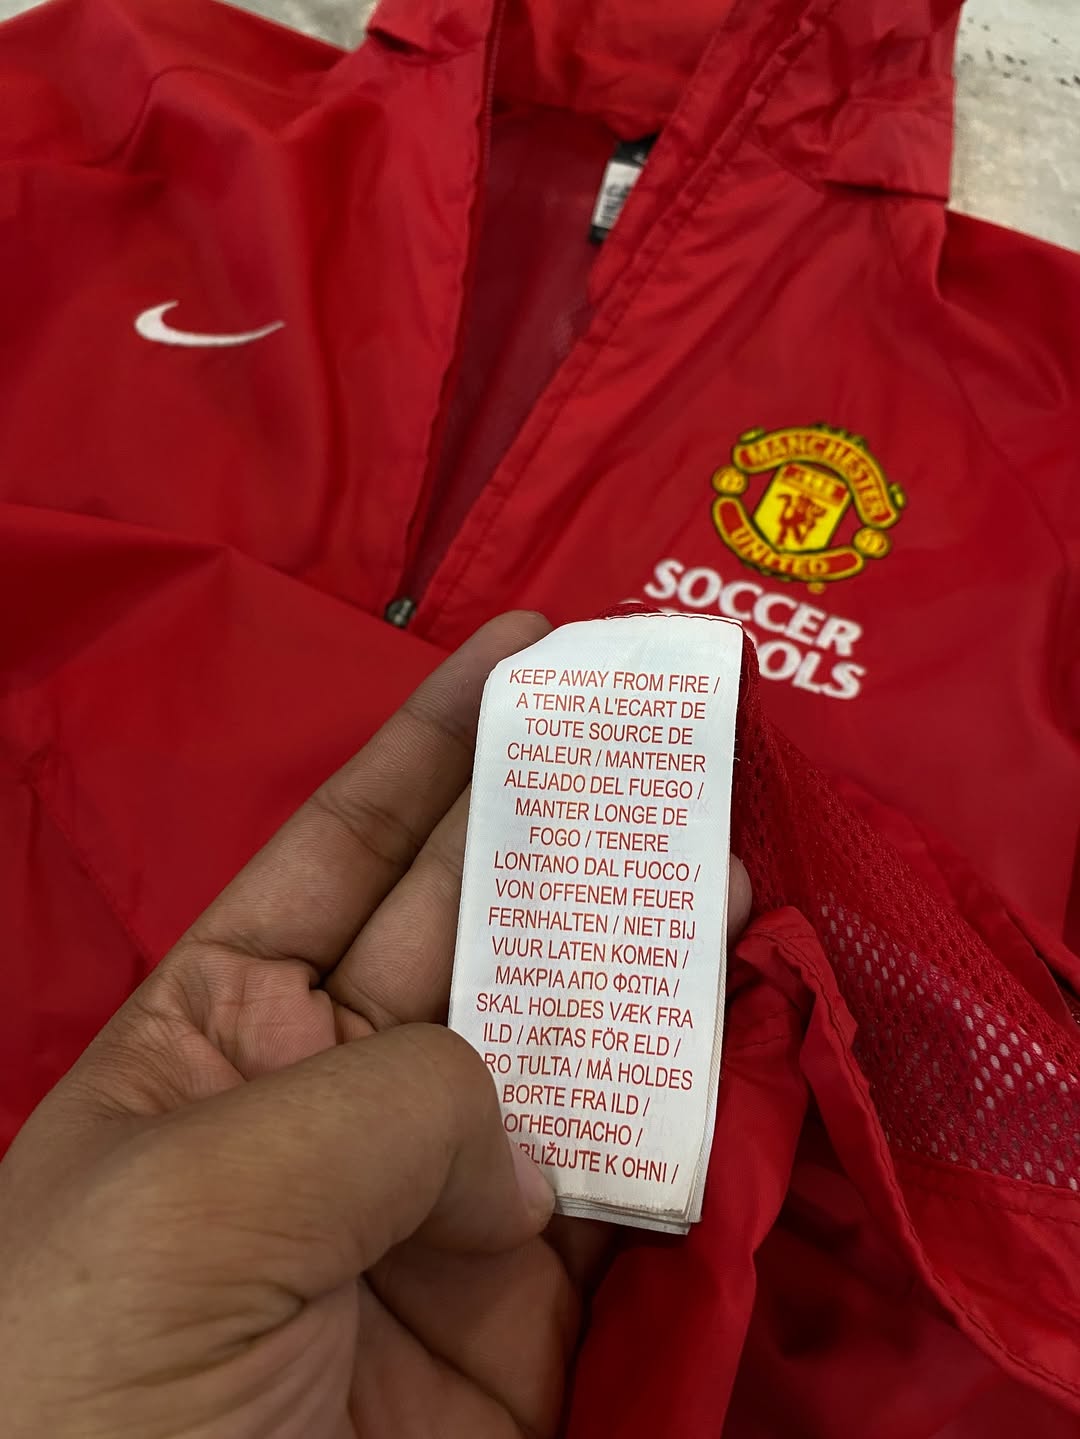 MANCHESTER
UNITED
SOCCER
KEEP AWAY FROM FIRE /
A TENIR A L'ECART DE
TOUTE SOURCE DE
CHALEUR / MANTENER
ALEJADO DEL FUEGO /
MANTER LONGE DE
FOGO / TENERE
LONTANO DAL FUOCO /
VON OFFENEM FEUER
FERNHALTEN / NIET BIJ
VUUR LATEN KOMEN /
ΜΑΚΡΙΑ ΑΠΟ ΦΩΤΙΑ /
SKAL HOLDES VÆK FRA
ILD / AKTAS FÖR ELD /
TULTA / MÅ HOLDES
BORTE FRA ILD /
ОГНЕОПАСНО /
K OHNI /